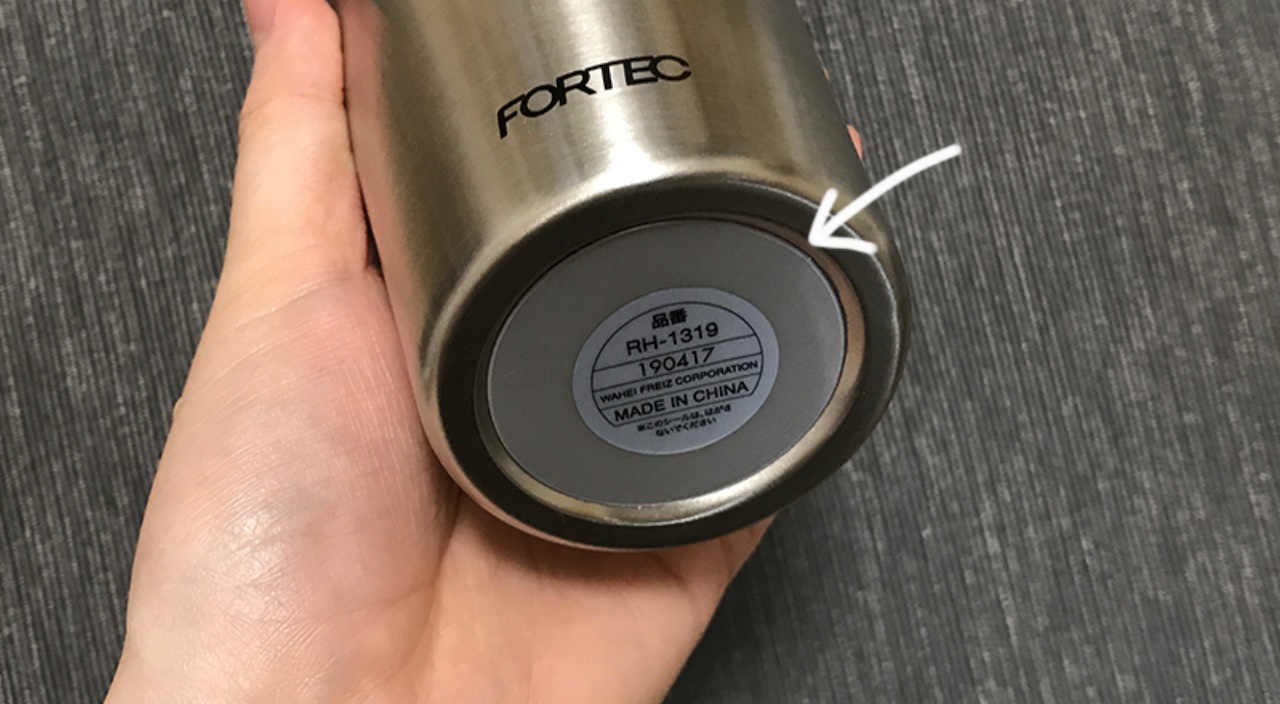 FORTEC
品番
RH-1319
190417
WAHEI FREIZ CORPORATION
MADE IN CHINA
※このシールは、はがさ
ないでください